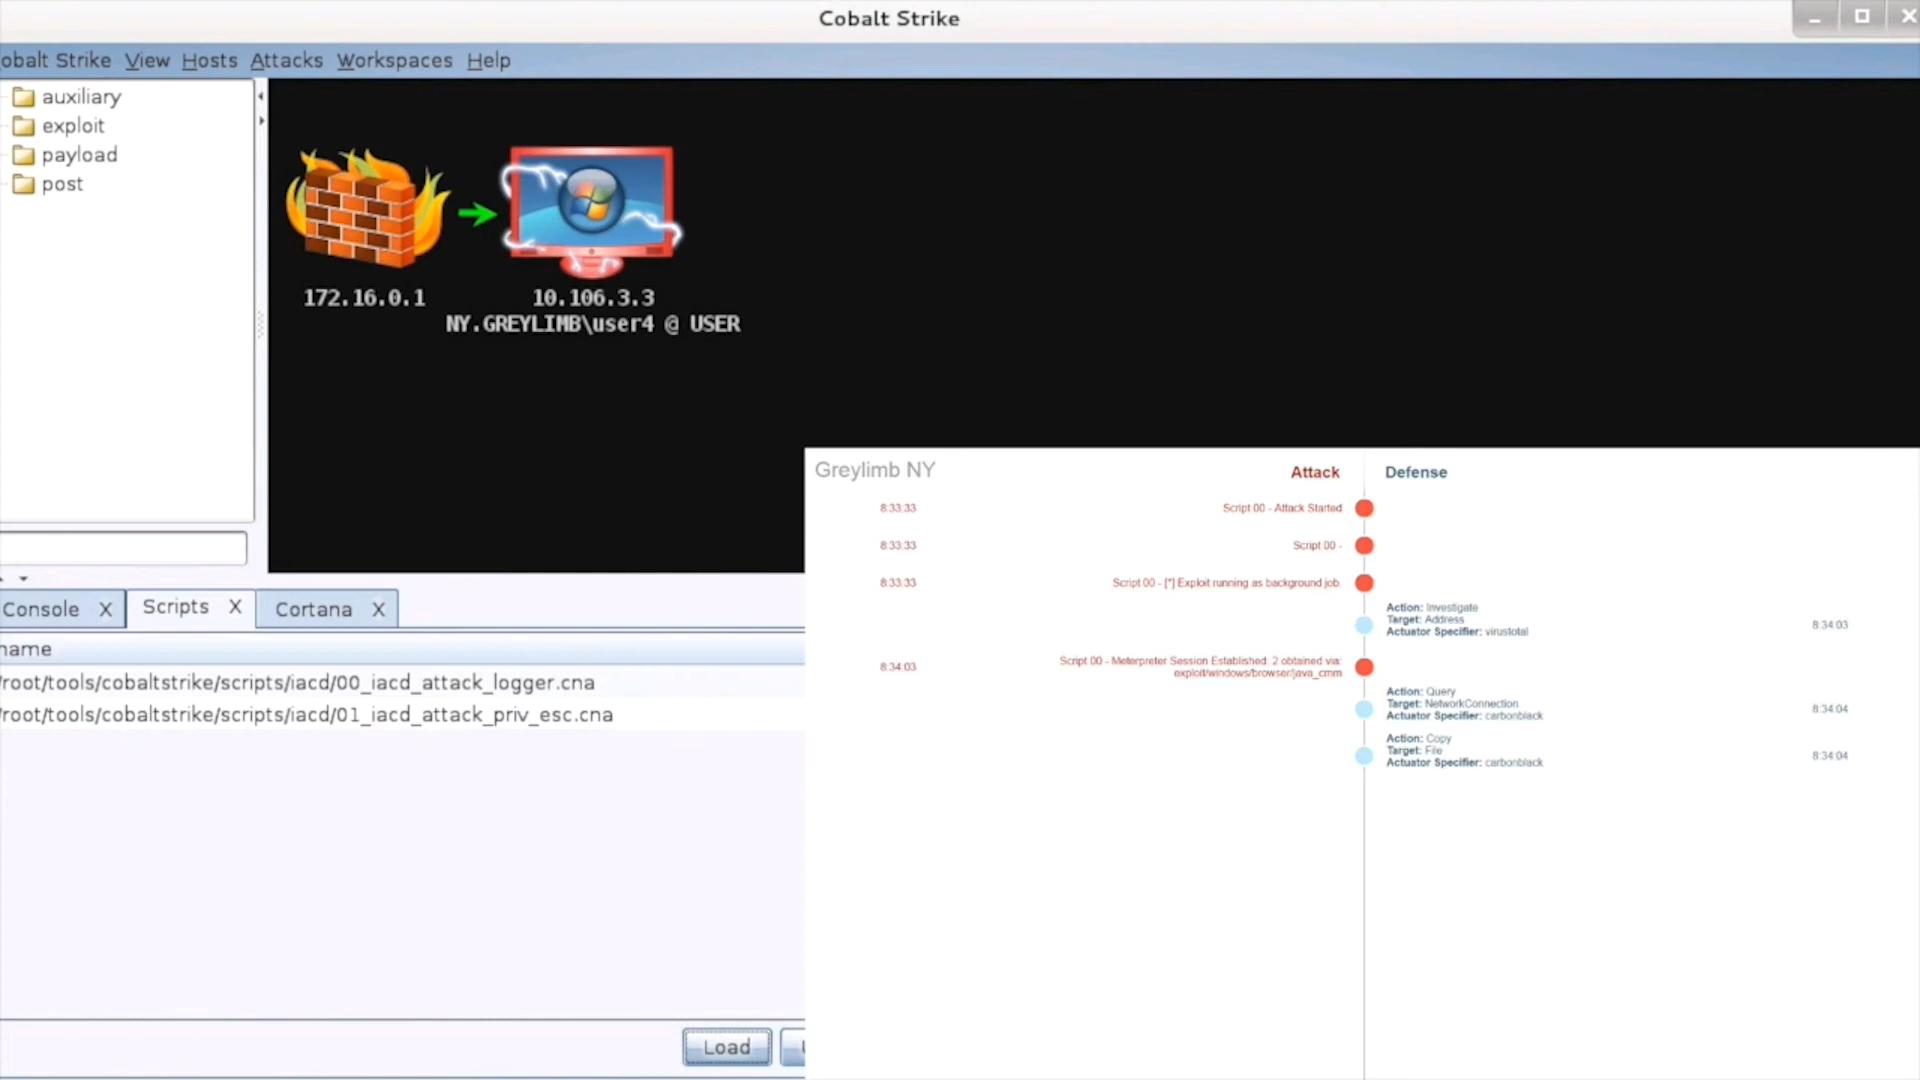 Cobalt Strike
obalt Strike View Hosts Attacks Workspaces Help
auxiliary
exploit
payload
post
172.16.0.1
10.106.3.3
NY.GREYLIMB\user4 @ USER
Console X Scripts X Cortana X
name
/root/tools/cobaltstrike/scripts/iacd/00_iacd_attack_logger.cna
/root/tools/cobaltstrike/scripts/iacd/01_iacd_attack_priv_esc.cna
Load
Greylimb NY
Attack
Defense
8:33:33
Script 00 - Attack Started
8:33:33
Script 00 -
8:33:33
Script 00 - [*] Exploit running as background job.
Action: Investigate
Target: Address
Actuator Specifier: virustotal
8:34:03
8:34:03
Script 00 - Meterpreter Session Established: 2 obtained via:
exploit/windows/browser/java_cmm
Action: Query
Target: NetworkConnection
Actuator Specifier: carbonblack
8:34:04
Action: Copy
Target: File
Actuator Specifier: carbonblack
8:34:04